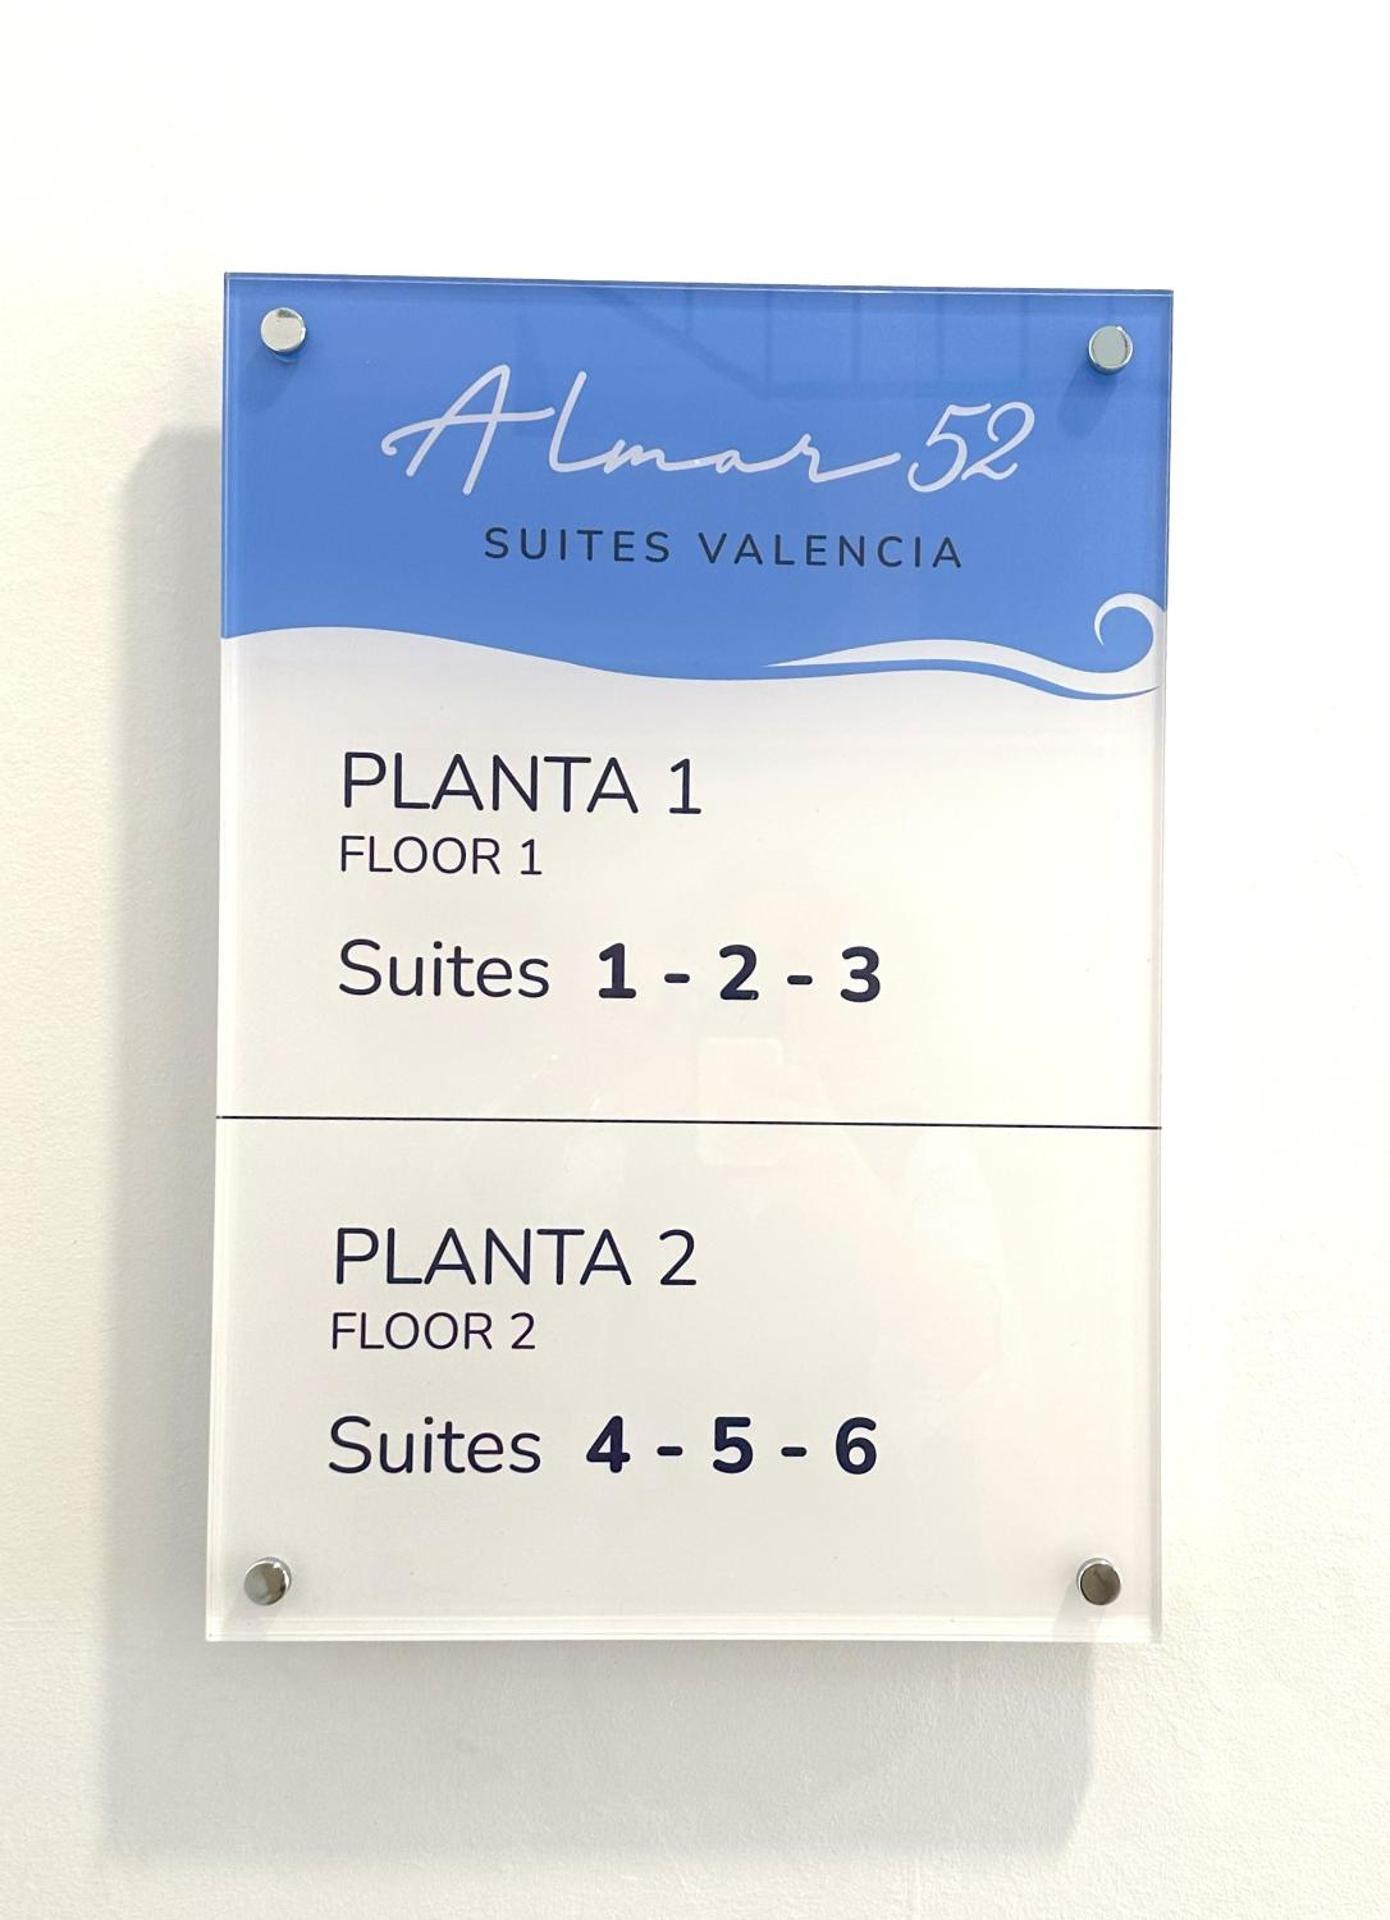 Almar 52
SUITES VALENCIA
PLANTA 1
FLOOR 1
Suites 1 - 2 - 3
PLANTA 2
FLOOR 2
Suites 4 - 5 - 6